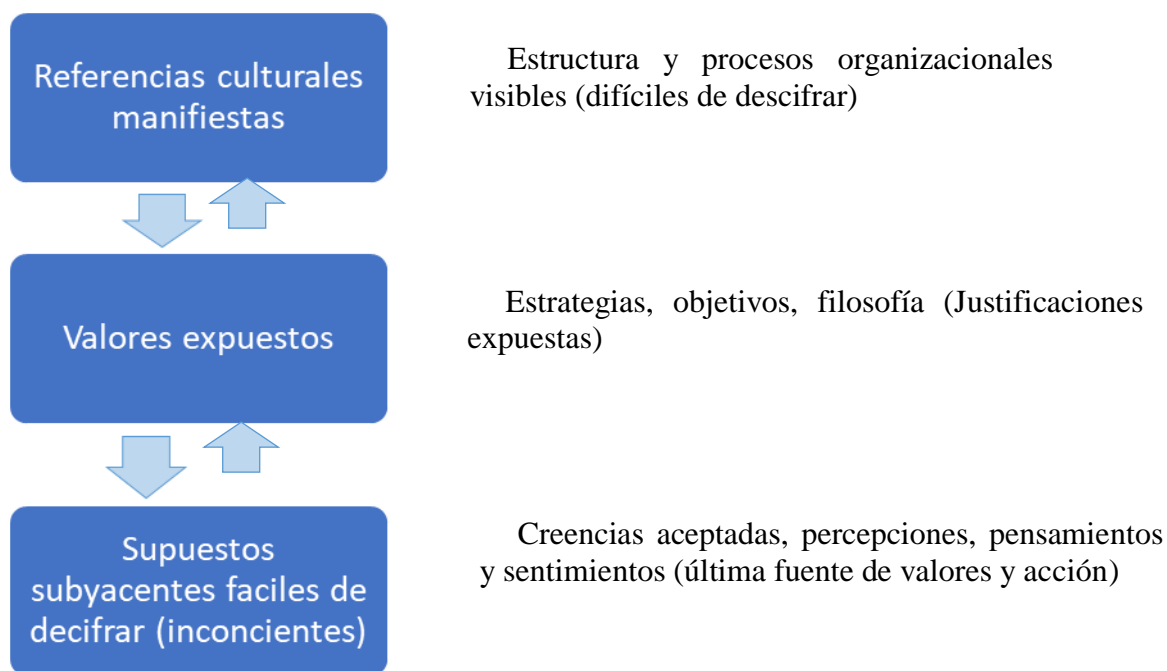 Referencias culturales
manifiestas
Estructura y procesos organizacionales
visibles (difíciles de descifrar)
Valores expuestos
Estrategias, objetivos, filosofía (Justificaciones
expuestas)
Supuestos
subyacentes faciles de
decifrar (inconcientes)
Creencias aceptadas, percepciones, pensamientos
y sentimientos (última fuente de valores y acción)